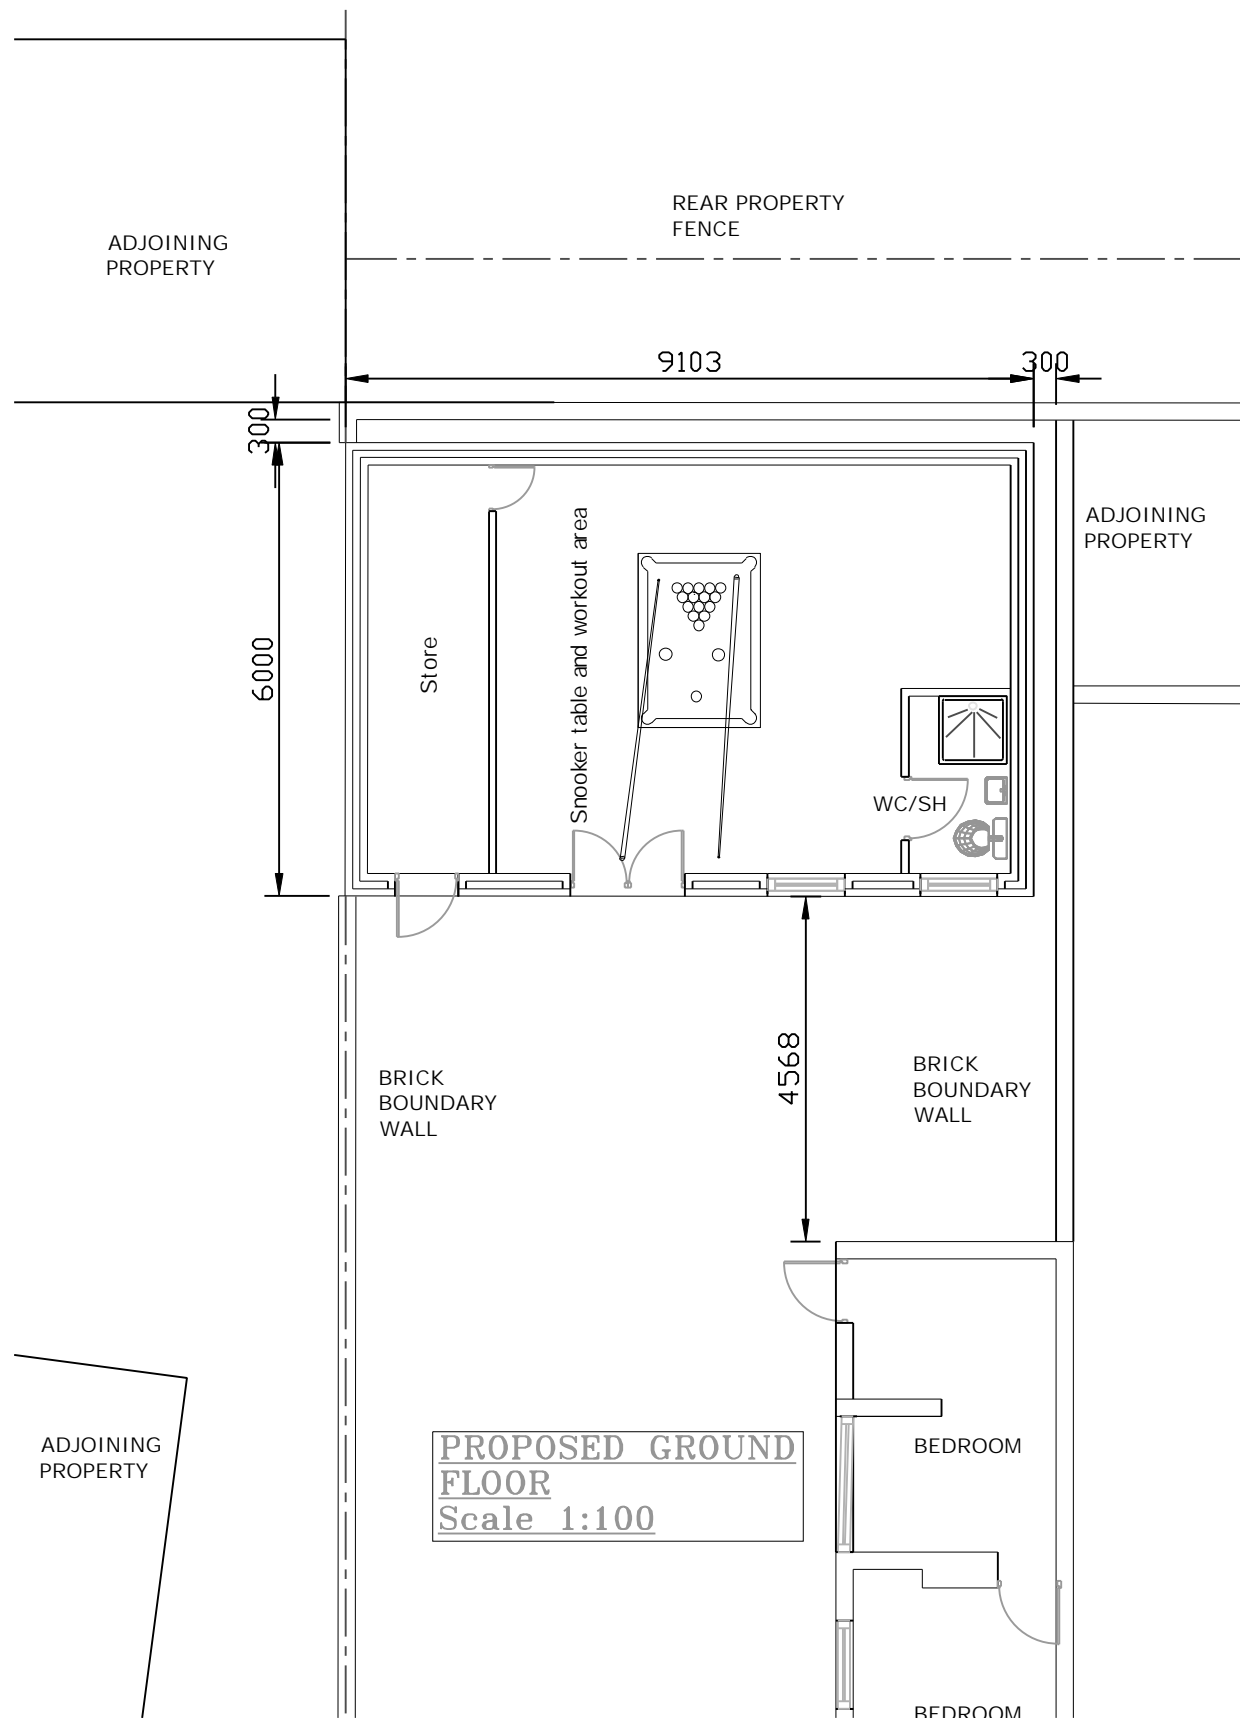 REAR PROPERTY
FENCE
ADJOINING
PROPERTY
9103
300
300
6000
Store
Snooker table and workout area
ADJOINING
PROPERTY
WC/SH
4568
BRICK
BOUNDARY
WALL
BRICK
BOUNDARY
WALL
ADJOINING
PROPERTY
PROPOSED GROUND
FLOOR
Scale 1:100
BEDROOM
BEDROOM